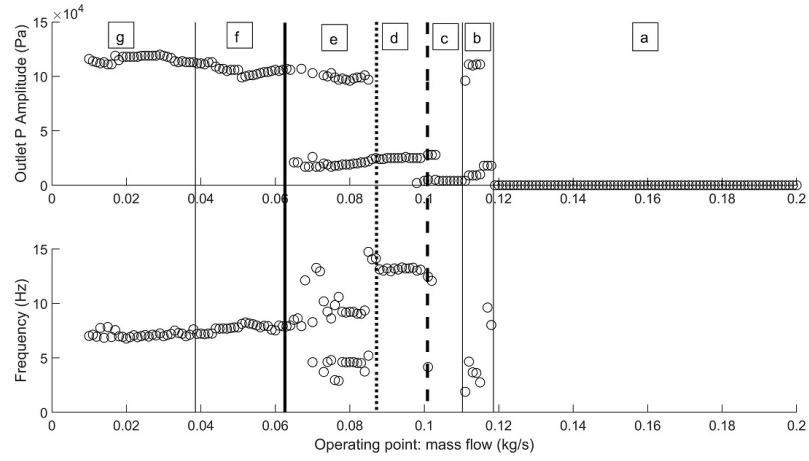 15 ×10⁴
g f e d c b a
10
5
0
Outlet P Amplitude (Pa)
0 0.02 0.04 0.06 0.08 0.1 0.12 0.14 0.16 0.18 0.2
15
10
5
0
Frequency (Hz)
0 0.02 0.04 0.06 0.08 0.1 0.12 0.14 0.16 0.18 0.2
Operating point: mass flow (kg/s)